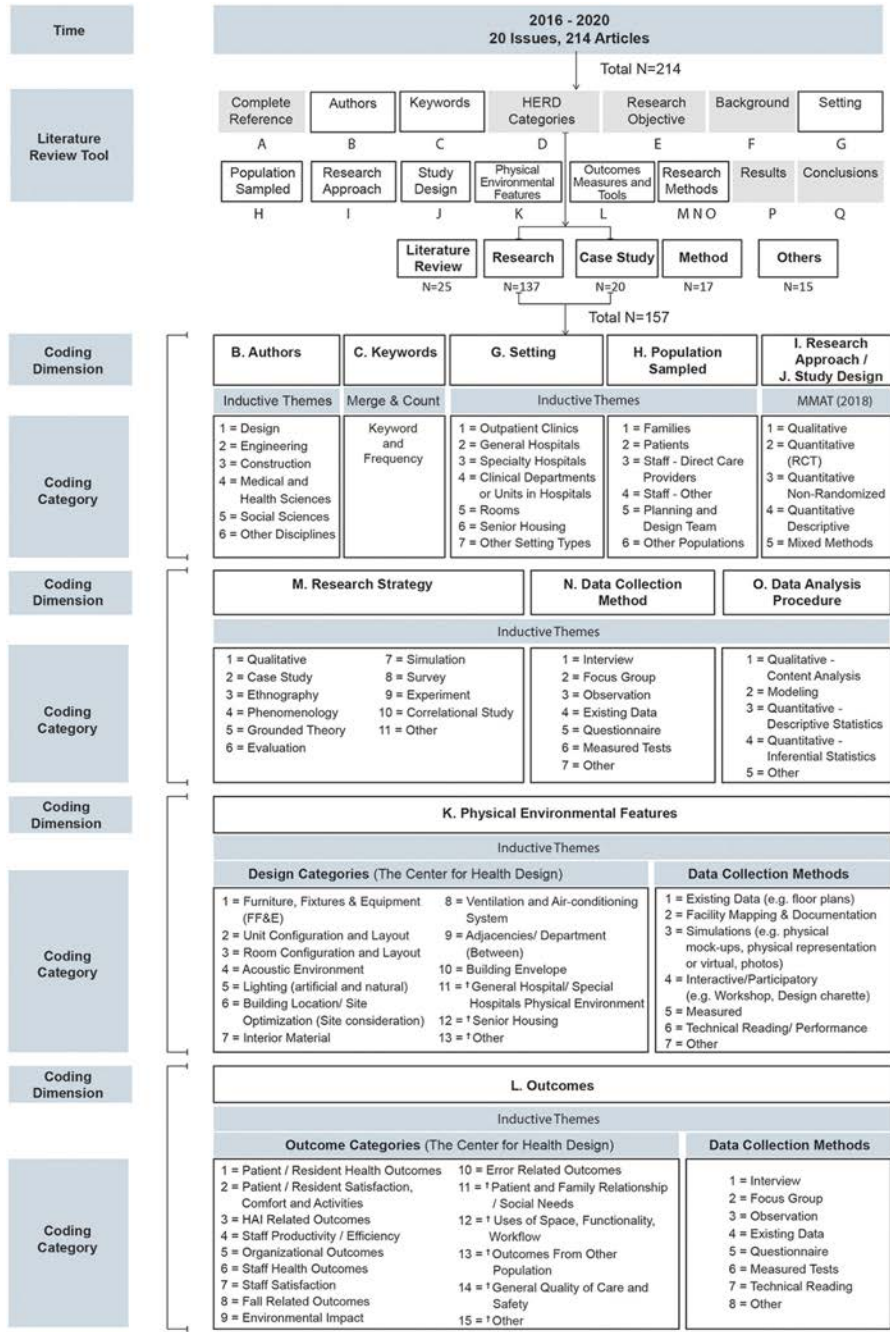 Time
2016 - 2020
20 Issues, 214 Articles
Total N=214
Literature
Review Tool
Complete
Reference
A
Authors
B
Keywords
C
HERD
Categories
D
Research
Objective
E
Background
F
Setting
G
Population
Sampled
H
Research
Approach
I
Study
Design
J
Physical
Environmental
Features
K
Outcomes
Measures and
Tools
L
Research
Methods
M N O
Results
P
Conclusions
Q
Literature
Review
N=25
Research
N=137
Case Study
N=20
Method
N=17
Others
N=15
Total N=157
Coding
Dimension
B. Authors
C. Keywords
G. Setting
H. Population
Sampled
I. Research
Approach /
J. Study Design
Inductive Themes
Merge & Count
Inductive Themes
MMAT (2018)
Coding
Category
1 = Design
2 = Engineering
3 = Construction
4 = Medical and
Health Sciences
5 = Social Sciences
6 = Other Disciplines
Keyword
and
Frequency
1 = Outpatient Clinics
2 = General Hospitals
3 = Specialty Hospitals
4 = Clinical Departments
or Units in Hospitals
5 = Rooms
6 = Senior Housing
7 = Other Setting Types
1 = Families
2 = Patients
3 = Staff - Direct Care
Providers
4 = Staff - Other
5 = Planning and
Design Team
6 = Other Populations
1 = Qualitative
2 = Quantitative
(RCT)
3 = Quantitative
Non-Randomized
4 = Quantitative
Descriptive
5 = Mixed Methods
Coding
Dimension
M. Research Strategy
N. Data Collection
Method
O. Data Analysis
Procedure
Inductive Themes
Coding
Category
1 = Qualitative
2 = Case Study
3 = Ethnography
4 = Phenomenology
5 = Grounded Theory
6 = Evaluation
7 = Simulation
8 = Survey
9 = Experiment
10 = Correlational Study
11 = Other
1 = Interview
2 = Focus Group
3 = Observation
4 = Existing Data
5 = Questionnaire
6 = Measured Tests
7 = Other
1 = Qualitative -
Content Analysis
2 = Modeling
3 = Quantitative -
Descriptive Statistics
4 = Quantitative -
Inferential Statistics
5 = Other
Coding
Dimension
K. Physical Environmental Features
Inductive Themes
Coding
Category
Design Categories (The Center for Health Design)
1 = Furniture, Fixtures & Equipment
(FF&E)
2 = Unit Configuration and Layout
3 = Room Configuration and Layout
4 = Acoustic Environment
5 = Lighting (artificial and natural)
6 = Building Location/ Site
Optimization (Site consideration)
7 = Interior Material
8 = Ventilation and Air-conditioning
System
9 = Adjacencies/ Department
(Between)
10 = Building Envelope
11 = † General Hospital/ Special
Hospitals Physical Environment
12 = † Senior Housing
13 = † Other
Data Collection Methods
1 = Existing Data (e.g. floor plans)
2 = Facility Mapping & Documentation
3 = Simulations (e.g. physical
mock-ups, physical representation
or virtual, photos)
4 = Interactive/Participatory
(e.g. Workshop, Design charette)
5 = Measured
6 = Technical Reading/ Performance
7 = Other
Coding
Dimension
L. Outcomes
Inductive Themes
Coding
Category
Outcome Categories (The Center for Health Design)
1 = Patient / Resident Health Outcomes
2 = Patient / Resident Satisfaction,
Comfort and Activities
3 = HAI Related Outcomes
4 = Staff Productivity / Efficiency
5 = Organizational Outcomes
6 = Staff Health Outcomes
7 = Staff Satisfaction
8 = Fall Related Outcomes
9 = Environmental Impact
10 = Error Related Outcomes
11 = † Patient and Family Relationship
/ Social Needs
12 = † Uses of Space, Functionality,
Workflow
13 = † Outcomes From Other
Population
14 = † General Quality of Care and
Safety
15 = † Other
Data Collection Methods
1 = Interview
2 = Focus Group
3 = Observation
4 = Existing Data
5 = Questionnaire
6 = Measured Tests
7 = Technical Reading
8 = Other